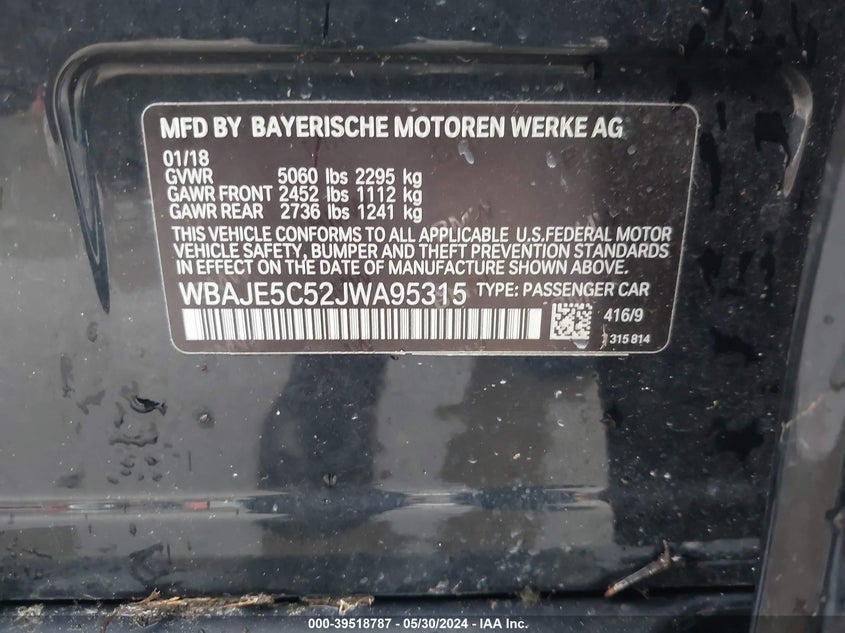 MFD BY BAYERISCHE MOTOREN WERKE AG
01/18
GVWR 5060 lbs 2295 kg
GAWR FRONT 2452 lbs 1112 kg
GAWR REAR 2736 lbs 1241 kg
THIS VEHICLE CONFORMS TO ALL APPLICABLE U.S.FEDERAL MOTOR
VEHICLE SAFETY, BUMPER AND THEFT PREVENTION STANDARDS
IN EFFECT ON THE DATE OF MANUFACTURE SHOWN ABOVE.
WBAJE5C52JWA95315 TYPE: PASSENGER CAR
416/9
315 814
000-39518787 - 05/30/2024 - IAA Inc.